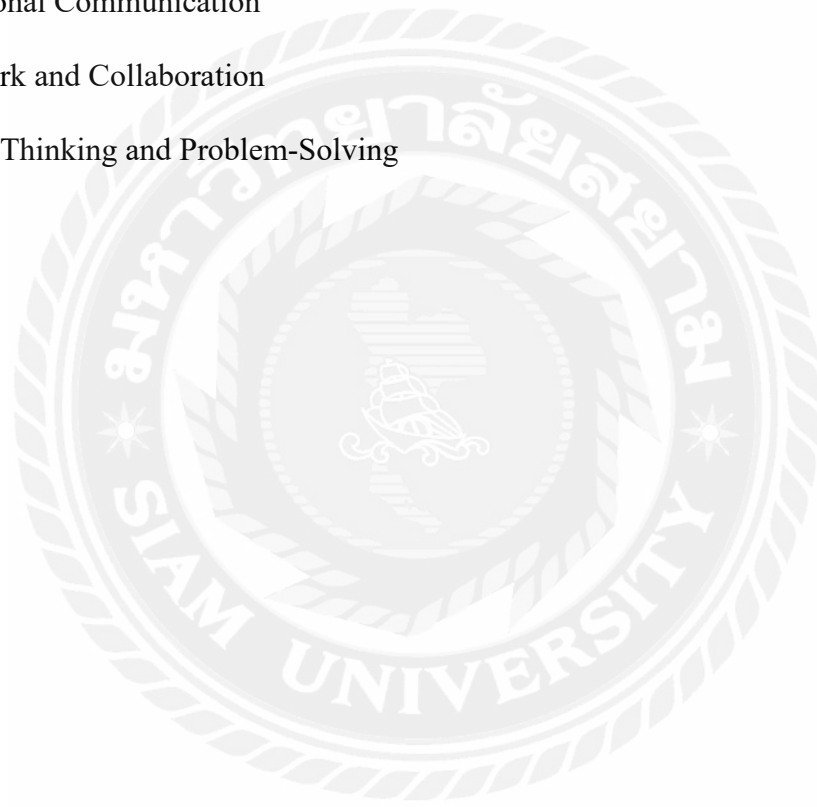 onal Communication
rk and Collaboration
Thinking and Problem-Solving
มหาวิทยาลัยสยาม
SIAM UNIVERSITY